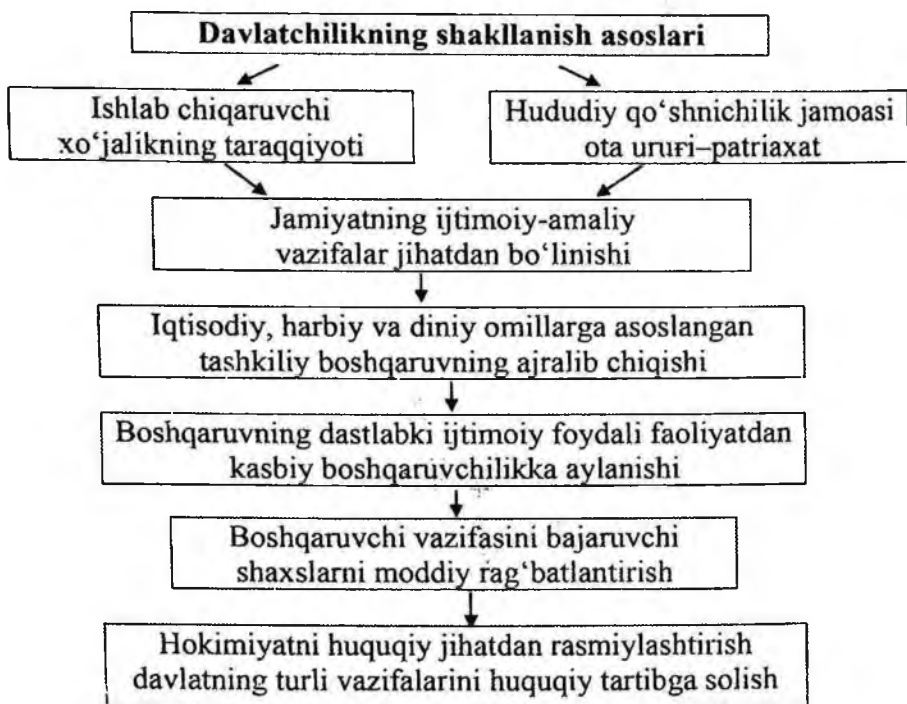 Davlatchilikning shakllanish asoslari
Ishlab chiqaruvchi
xo‘jalikning taraqqiyoti
Hududiy qo‘shnichilik jamoasi
ota uruғi–patriaxat
Jamiyatning ijtimoiy-amaliy
vazifalar jihatdan bo‘linishi
Iqtisodiy, harbiy va diniy omillarga asoslangan
tashkiliy boshqaruvning ajralib chiqishi
Boshqaruvning dastlabki ijtimoiy foydali faoliyatdan
kasbiy boshqaruvchilikka aylanishi
Boshqaruvchi vazifasini bajaruvchi
shaxslarni moddiy rag‘batlantirish
Hokimiyatni huquqiy jihatdan rasmiylashtirish
davlatning turli vazifalarini huquqiy tartibga solish